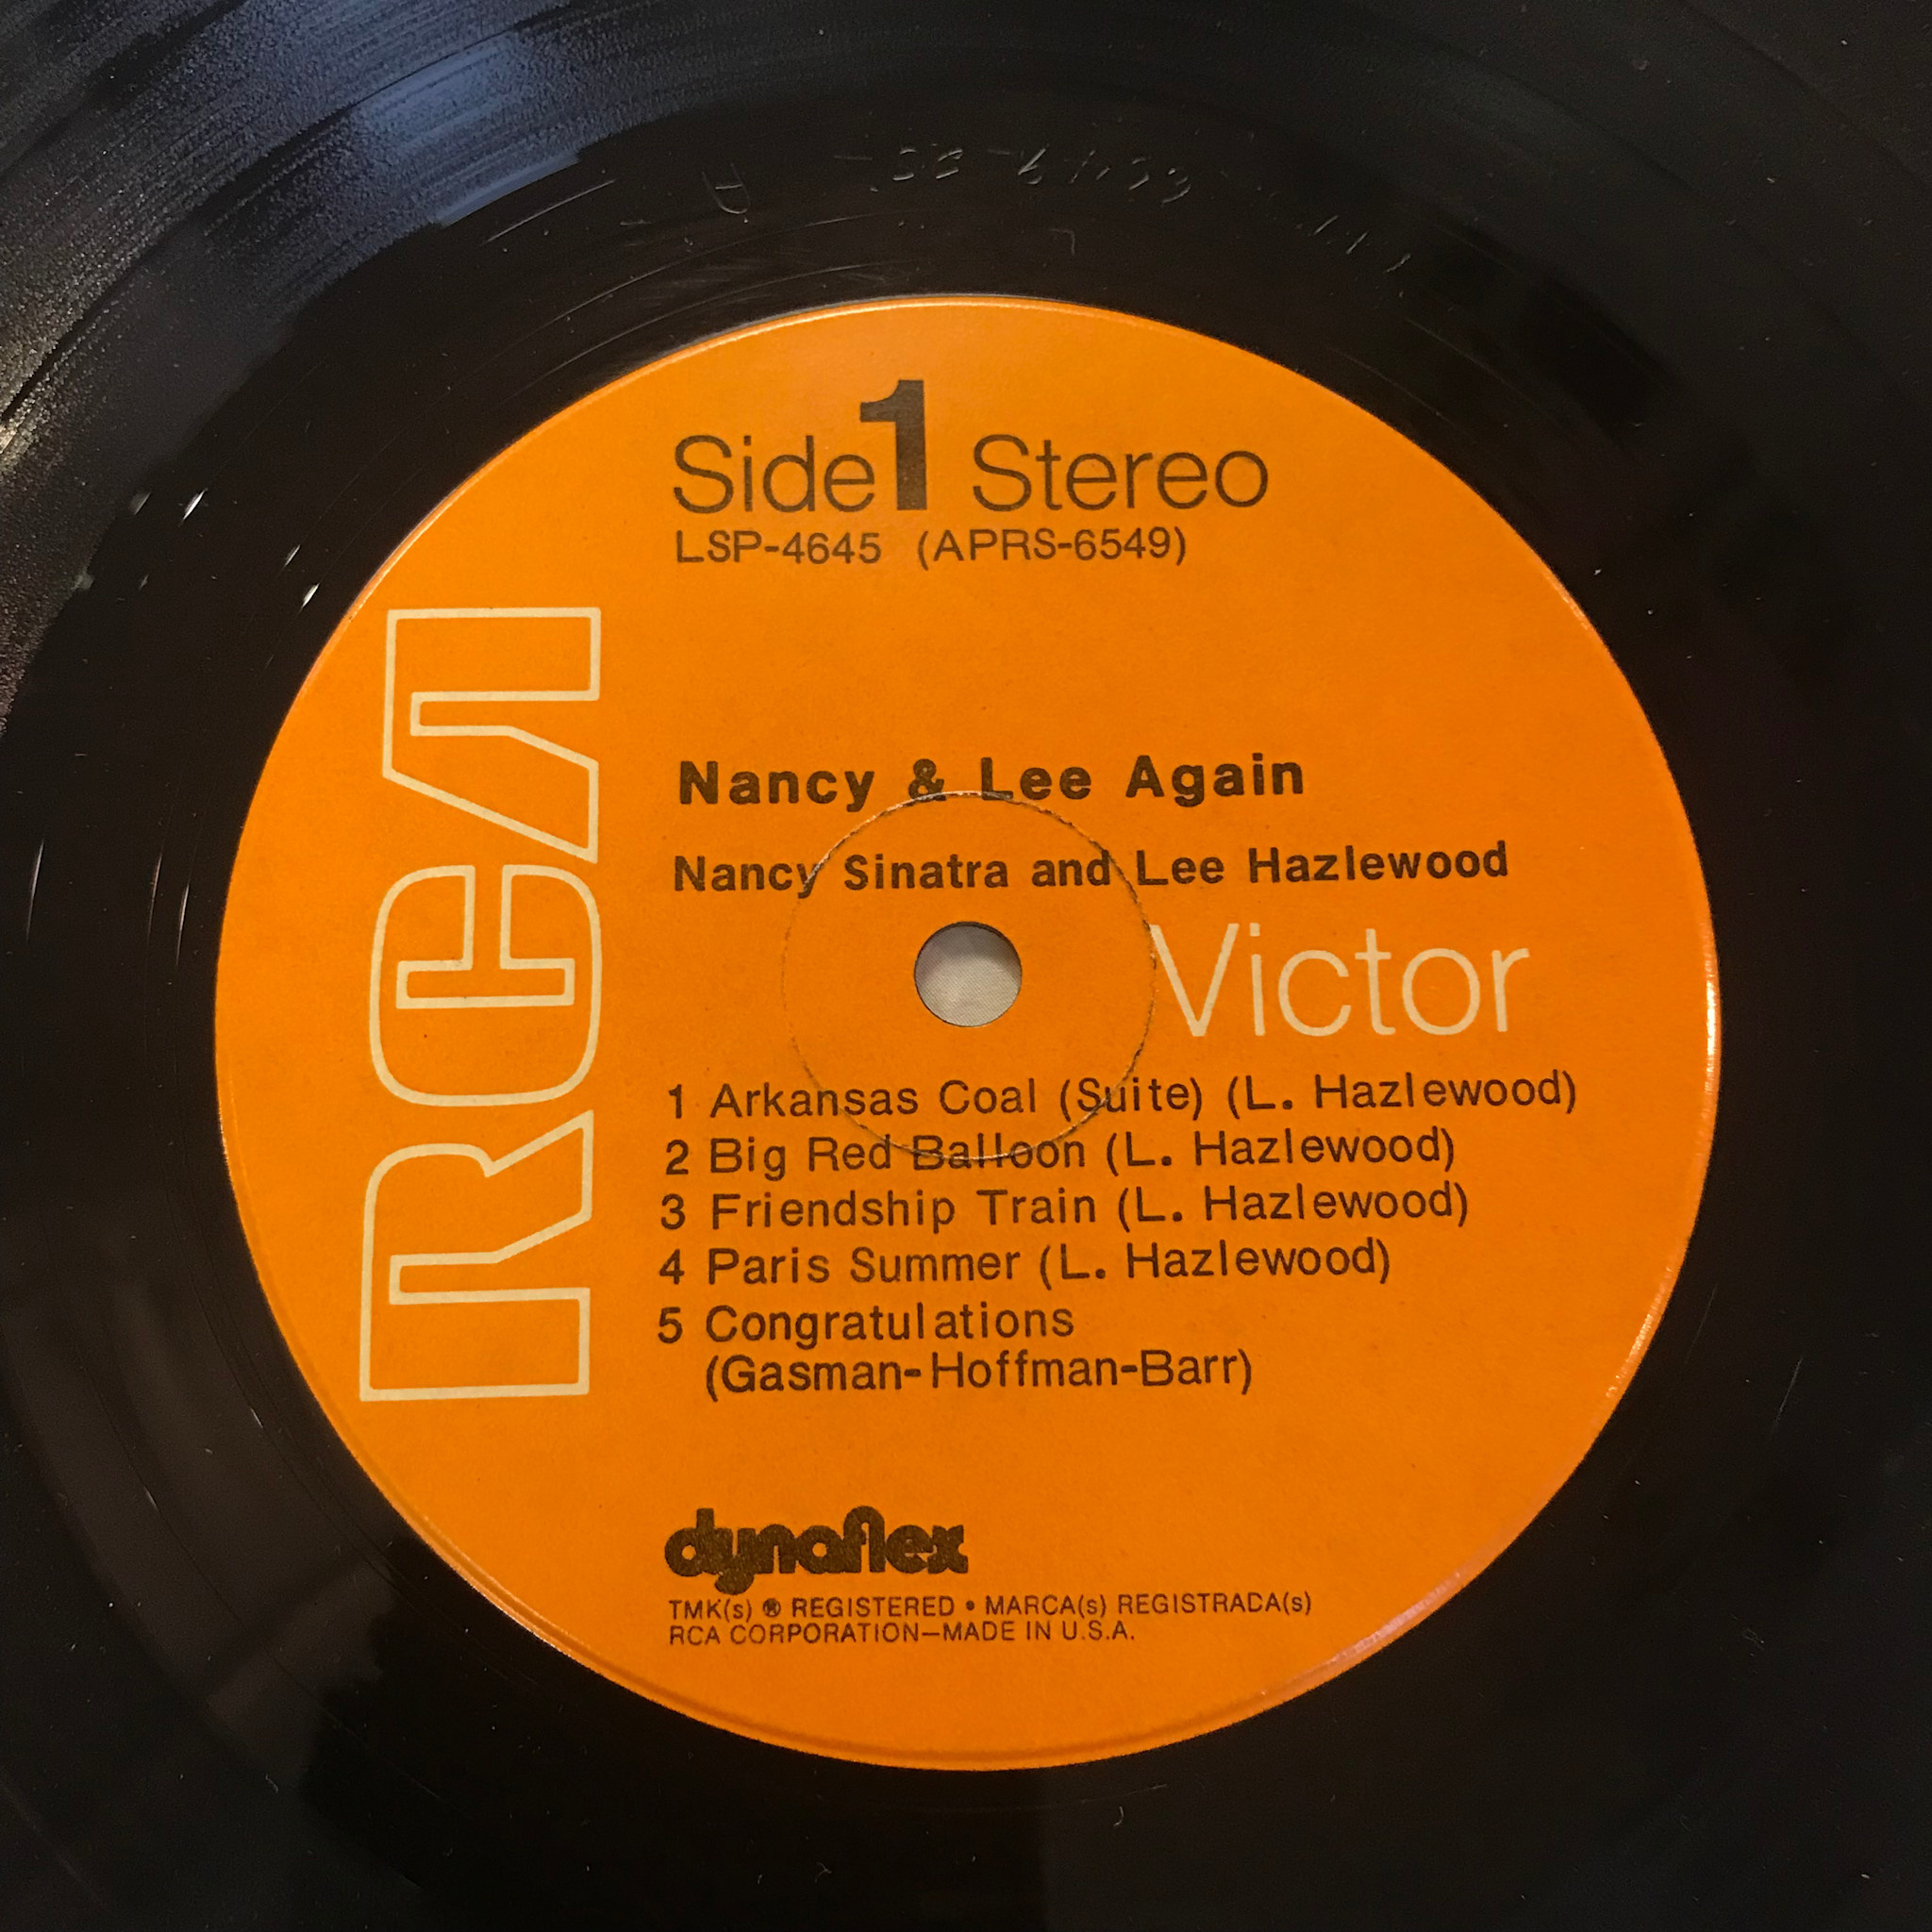 Side 1 Stereo
LSP-4645 (APRS-6549)
RCA
Nancy & Lee Again
Nancy Sinatra and Lee Hazlewood
Victor
1 Arkansas Coal (Suite) (L. Hazlewood)
2 Big Red Balloon (L. Hazlewood)
3 Friendship Train (L. Hazlewood)
4 Paris Summer (L. Hazlewood)
5 Congratulations
(Gasman-Hoffman-Barr)
dynaflex
TMK(s) ® REGISTERED • MARCA(s) REGISTRADA(s)
RCA CORPORATION—MADE IN U.S.A.